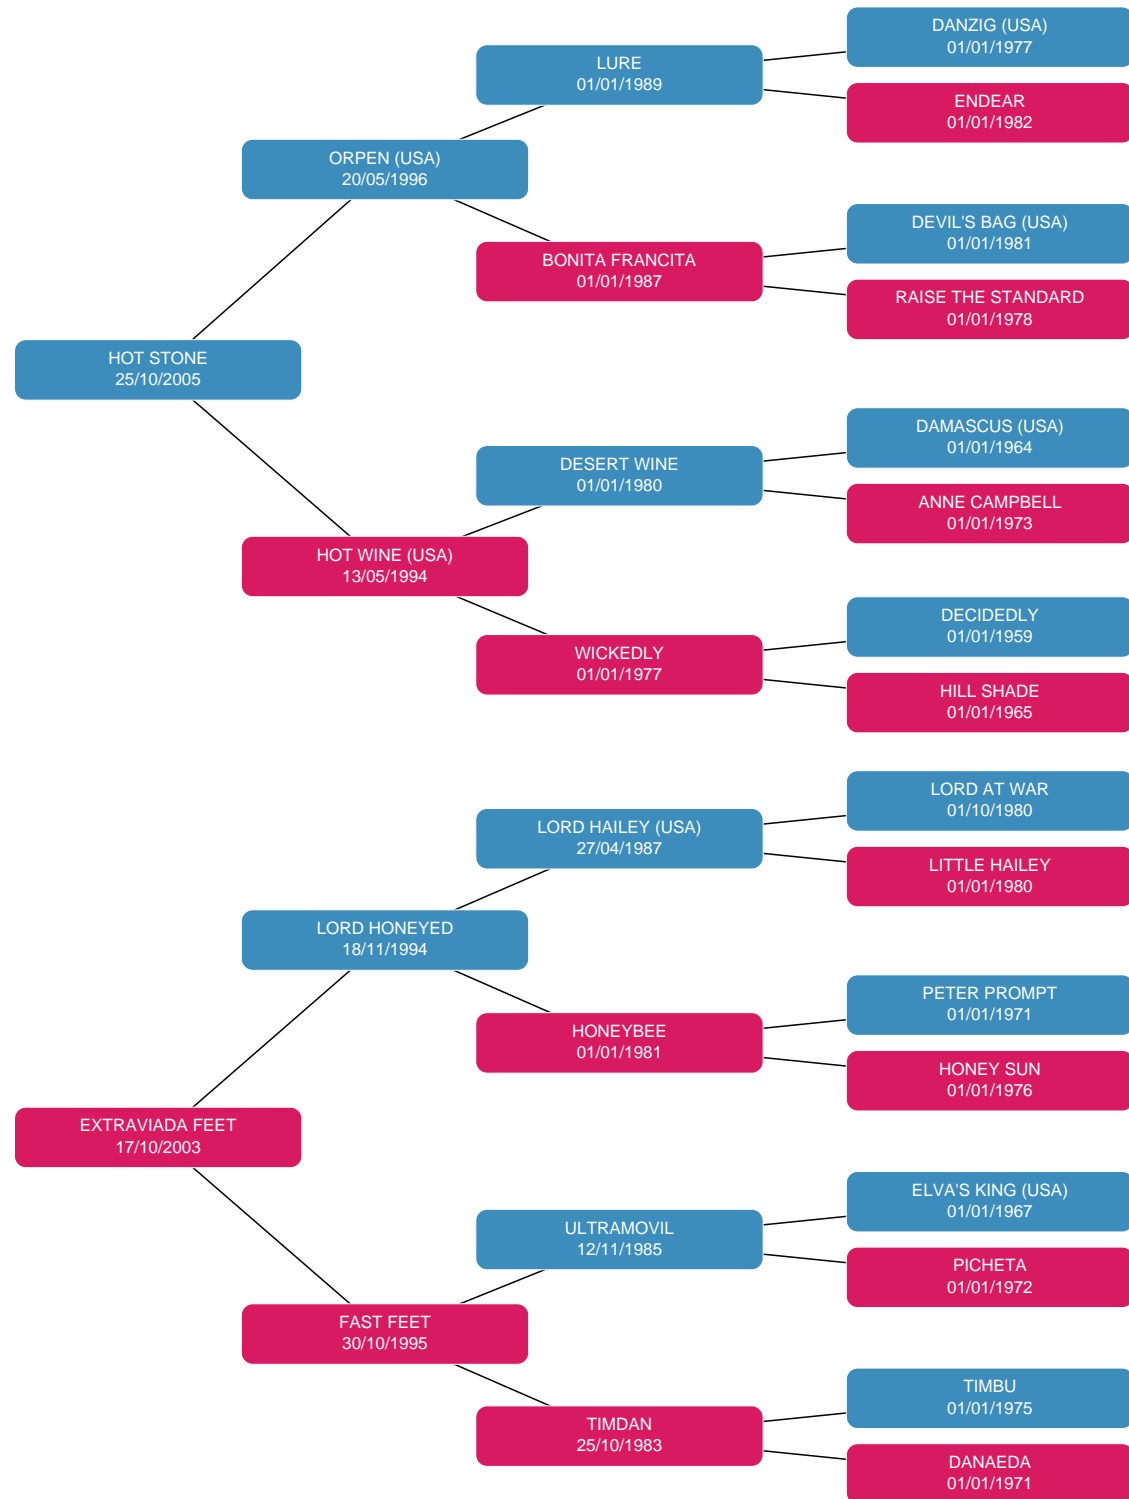 DANZIG (USA)
01/01/1977
LURE
01/01/1989
ENDEAR
01/01/1982
ORPEN (USA)
20/05/1996
DEVIL'S BAG (USA)
01/01/1981
BONITA FRANCITA
01/01/1987
RAISE THE STANDARD
01/01/1978
HOT STONE
25/10/2005
DAMASCUS (USA)
01/01/1964
DESERT WINE
01/01/1980
ANNE CAMPBELL
01/01/1973
HOT WINE (USA)
13/05/1994
DECIDEDLY
01/01/1959
WICKEDLY
01/01/1977
HILL SHADE
01/01/1965
LORD AT WAR
01/10/1980
LORD HAILEY (USA)
27/04/1987
LITTLE HAILEY
01/01/1980
LORD HONEYED
18/11/1994
PETER PROMPT
01/01/1971
HONEYBEE
01/01/1981
HONEY SUN
01/01/1976
EXTRAVIADA FEET
17/10/2003
ELVA'S KING (USA)
01/01/1967
ULTRAMOVIL
12/11/1985
PICHETA
01/01/1972
FAST FEET
30/10/1995
TIMBU
01/01/1975
TIMDAN
25/10/1983
DANAEDA
01/01/1971